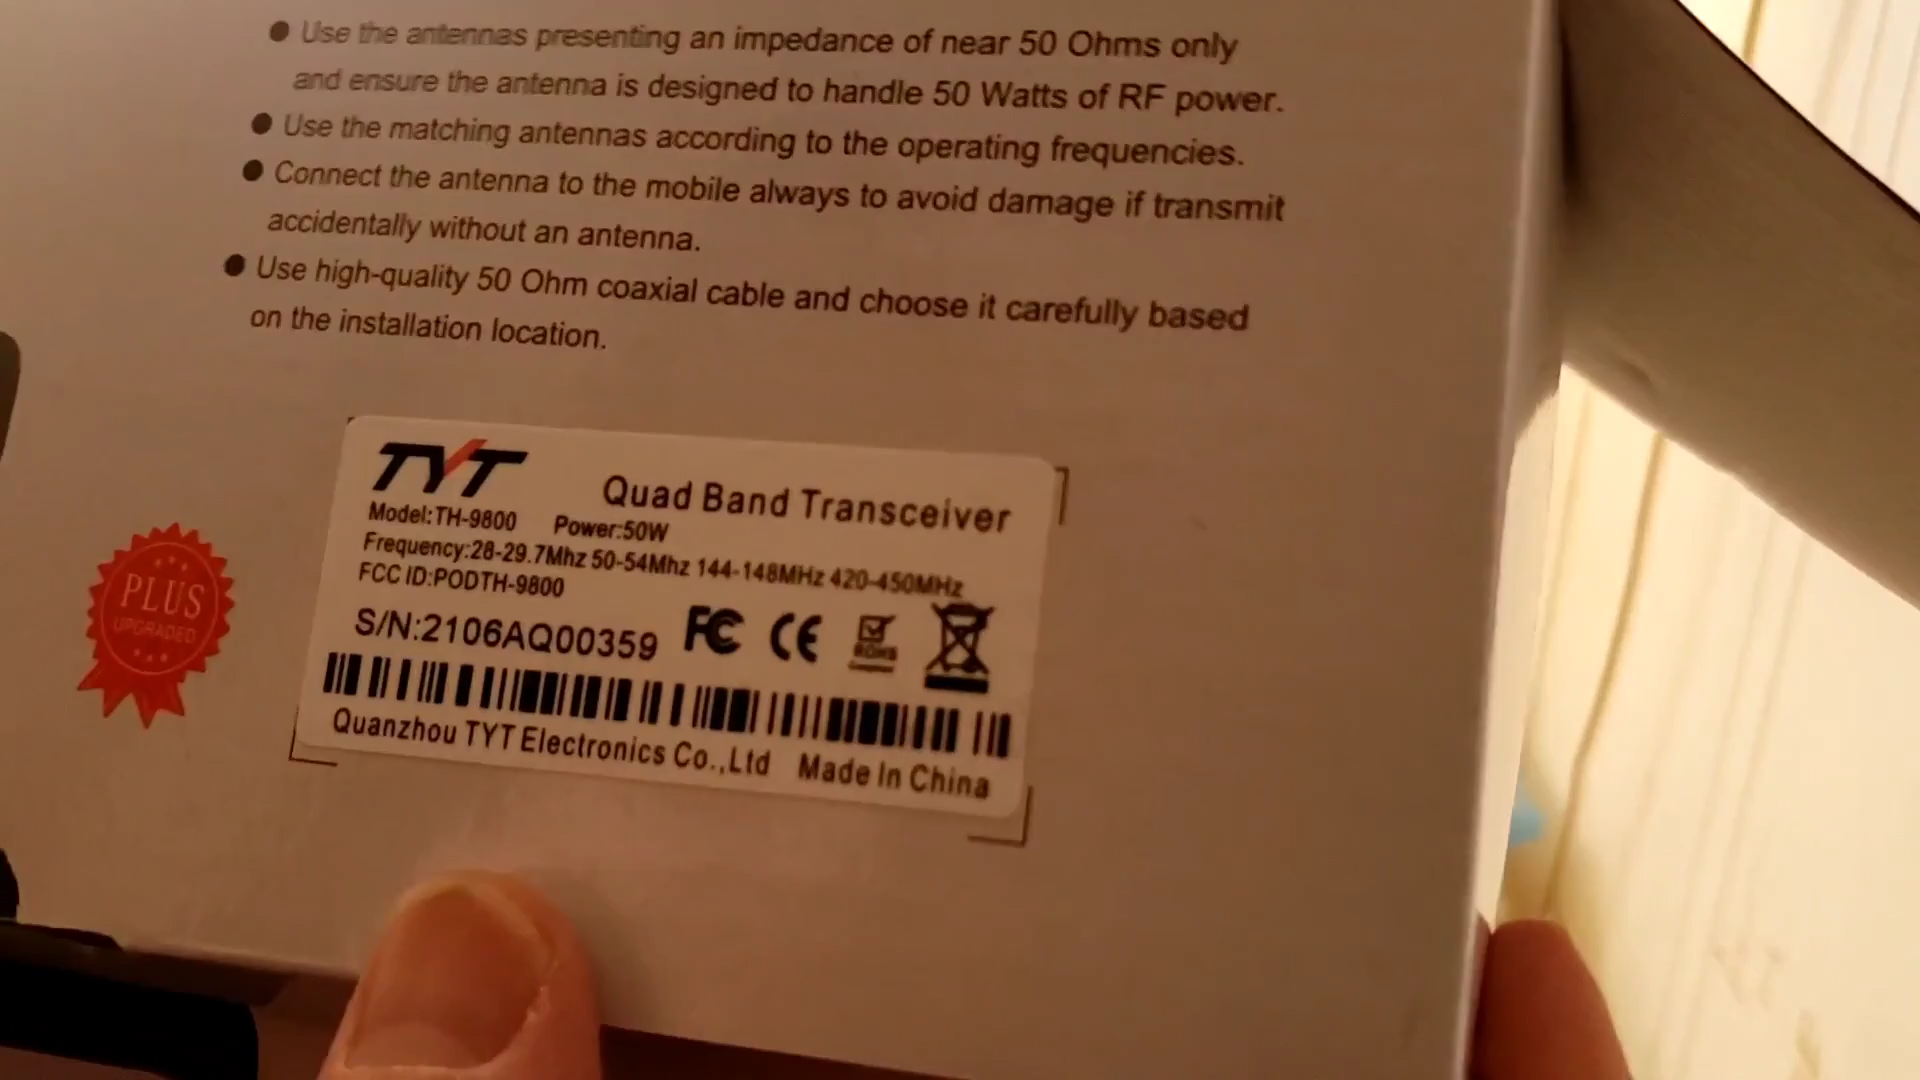 ● Use the antennas presenting an impedance of near 50 Ohms only
and ensure the antenna is designed to handle 50 Watts of RF power.
● Use the matching antennas according to the operating frequencies.
● Connect the antenna to the mobile always to avoid damage if transmit
accidentally without an antenna.
● Use high-quality 50 Ohm coaxial cable and choose it carefully based
on the installation location.
TYT
Quad Band Transceiver
Model:TH-9800 Power:50W
Frequency:28-29.7Mhz 50-54Mhz 144-148MHz 420-450MHz
FCC ID:PODTH-9800
PLUS
UPGRADED
S/N:2106AQ00359 FC CE
ROHS
Quanzhou TYT Electronics Co.,Ltd Made In China